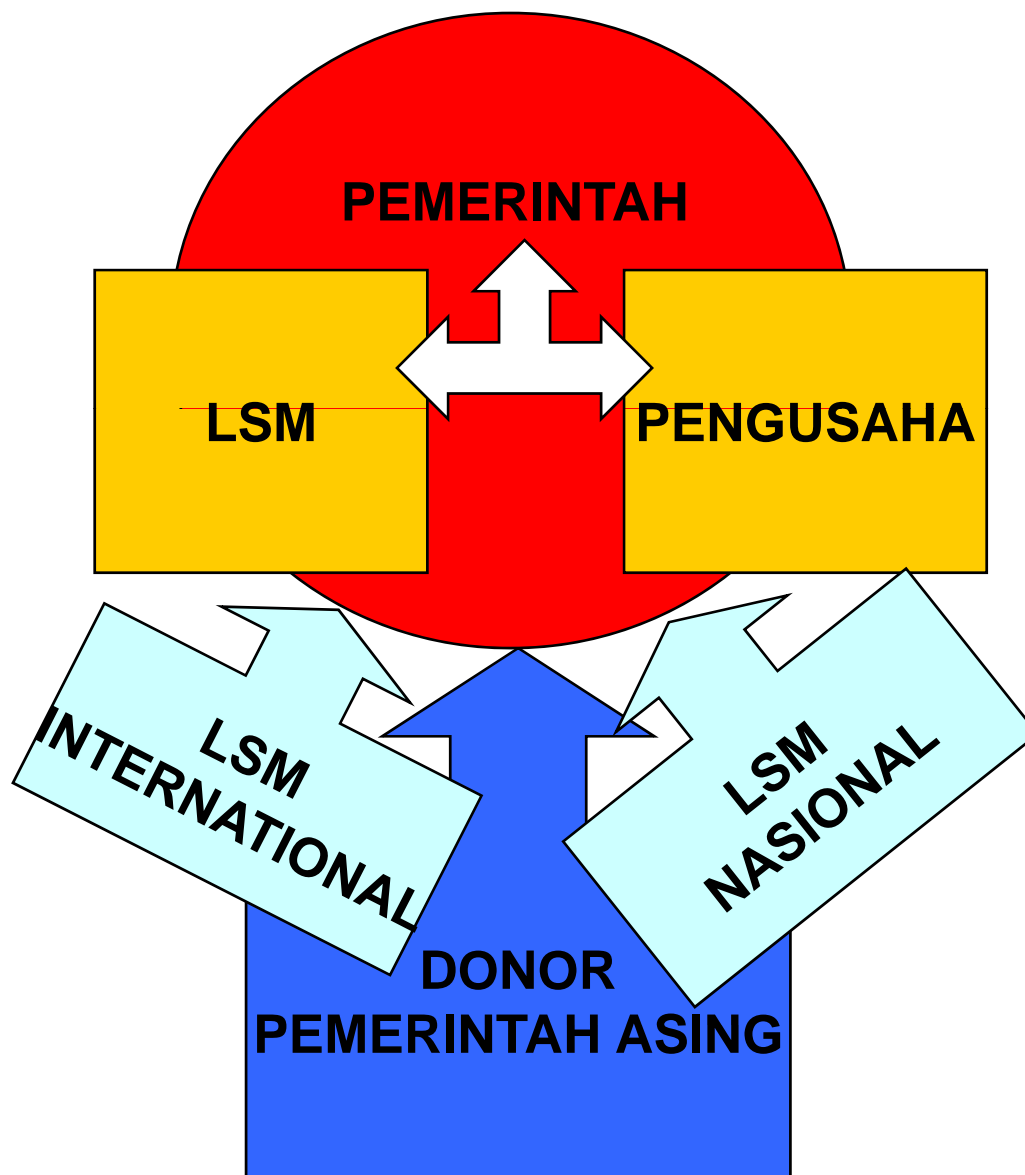 PEMERINTAH
LSM
PENGUSAHA
LSM
INTERNATIONAL
LSM
NASIONAL
DONOR
PEMERINTAH ASING